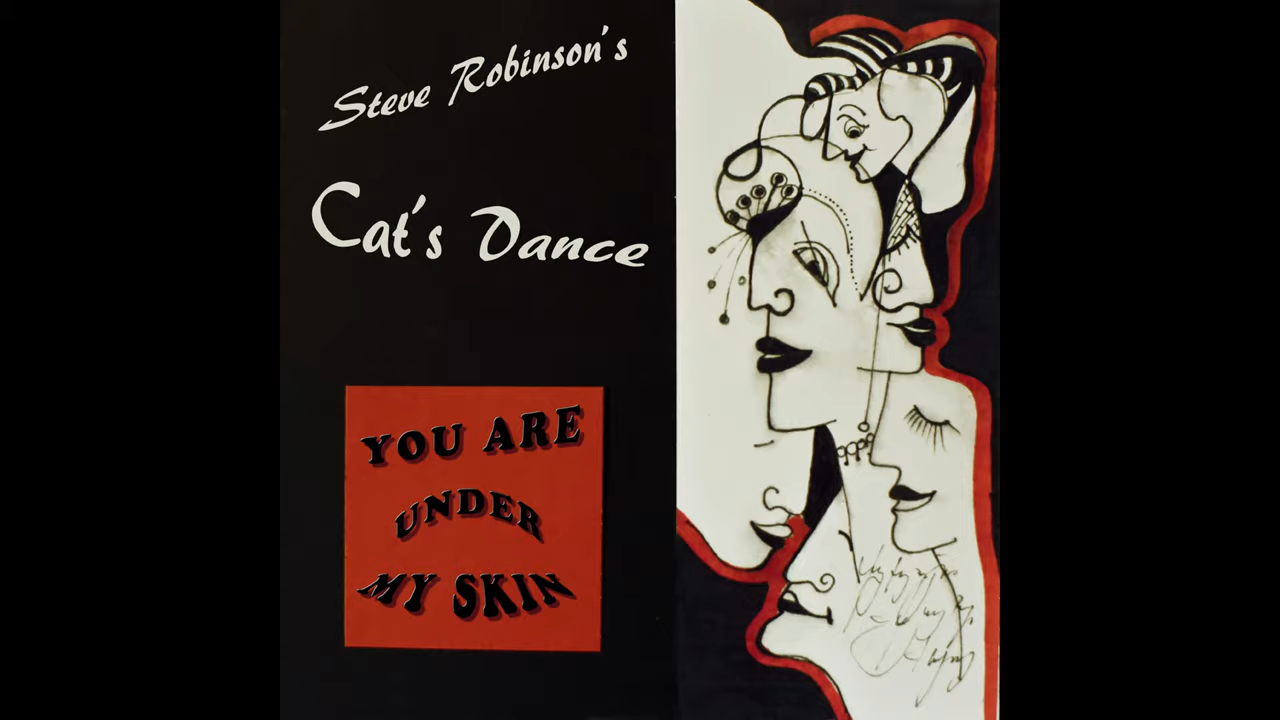 Steve Robinson's
Cat's Dance
YOU ARE
UNDER
MY SKIN